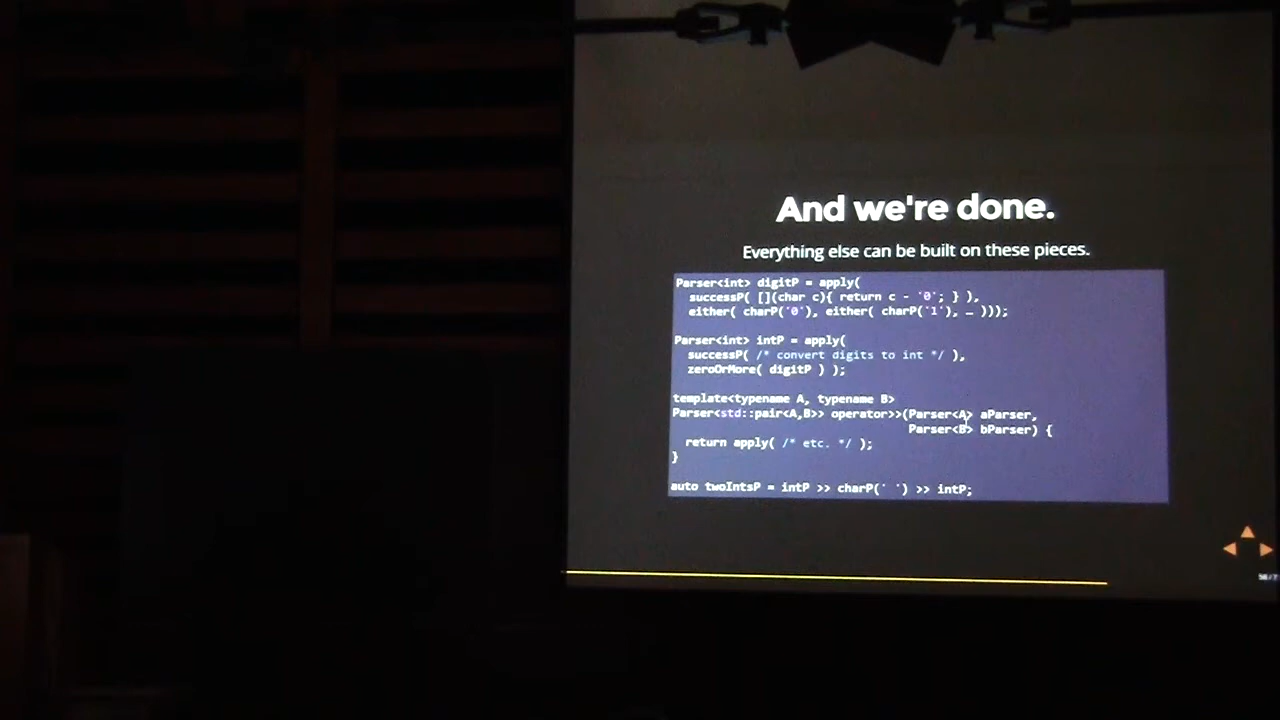 And we're done.
Everything else can be built on these pieces.
Parser<int> digitP = apply(
successP( [](char c){ return c - '0'; } ),
either( charP('0'), either( charP('1'), … )));
Parser<int> intP = apply(
successP( /* convert digits to int */ ),
zeroOrMore( digitP ) );
template<typename A, typename B>
Parser<std::pair<A,B>> operator>>(Parser<A> aParser,
Parser<B> bParser) {
return apply( /* etc. */ );
}
auto twoIntsP = intP >> charP(' ') >> intP;